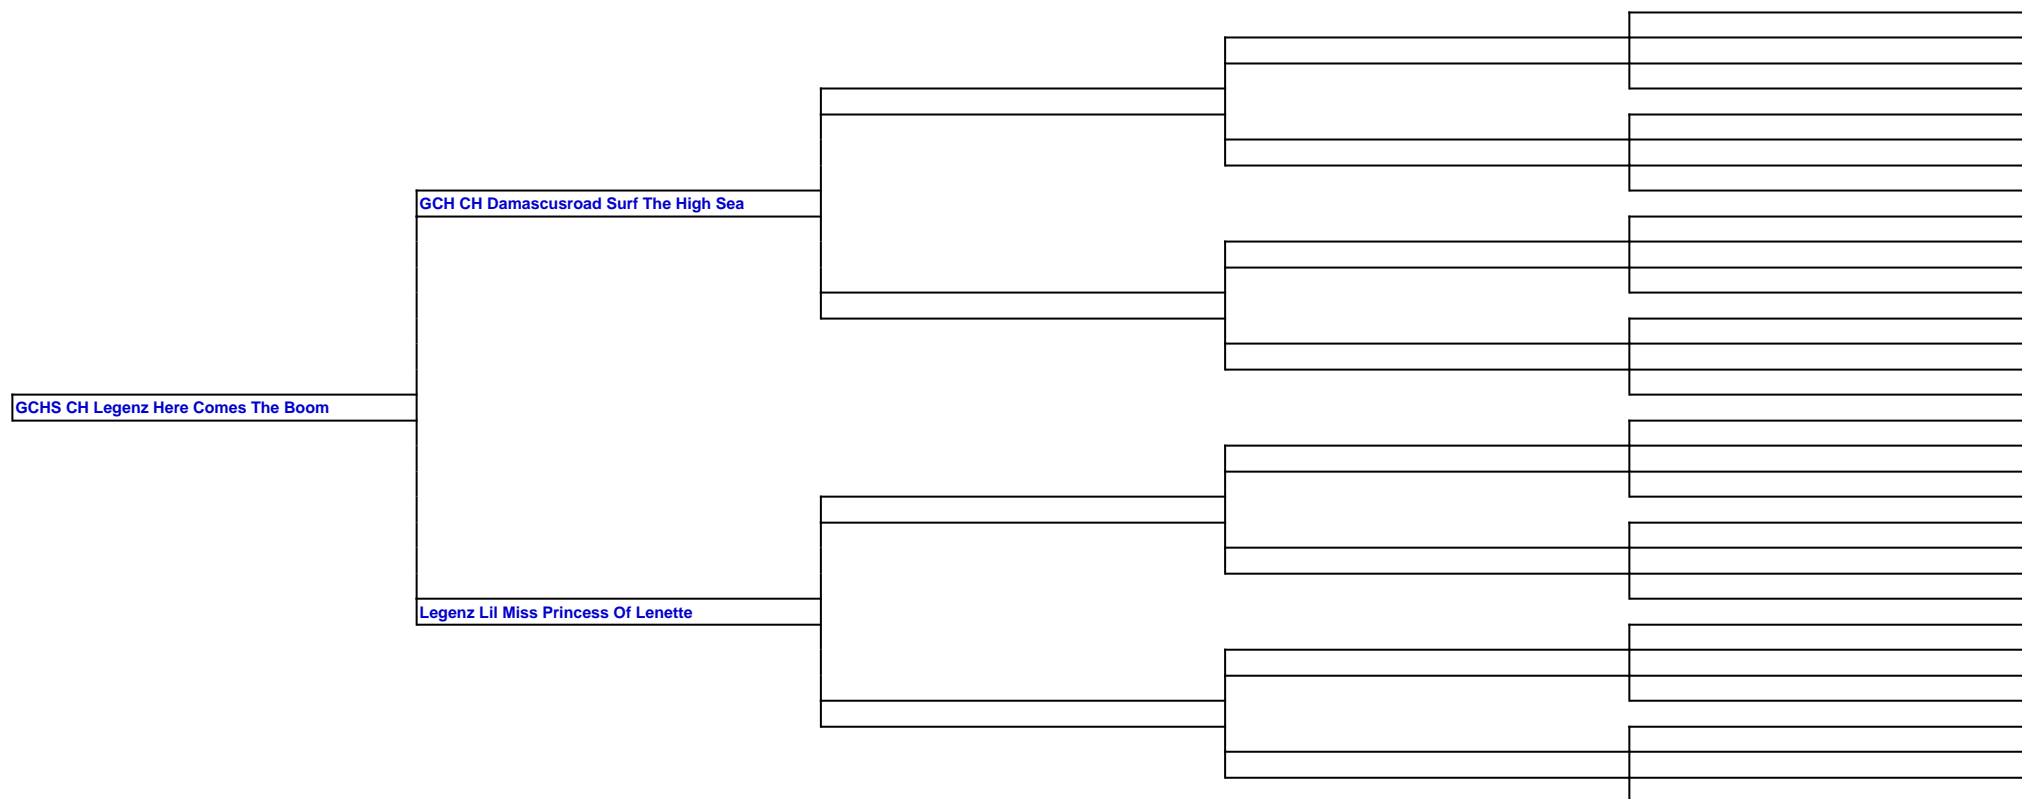 GCH CH Damascusroad Surf The High Sea
GCHS CH Legenz Here Comes The Boom
Legenz Lil Miss Princess Of Lenette